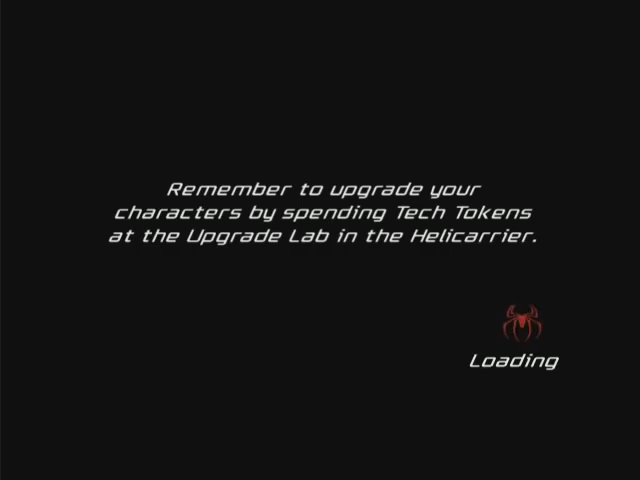 Remember to upgrade your
characters by spending Tech Tokens
at the Upgrade Lab in the Helicarrier.
Loading